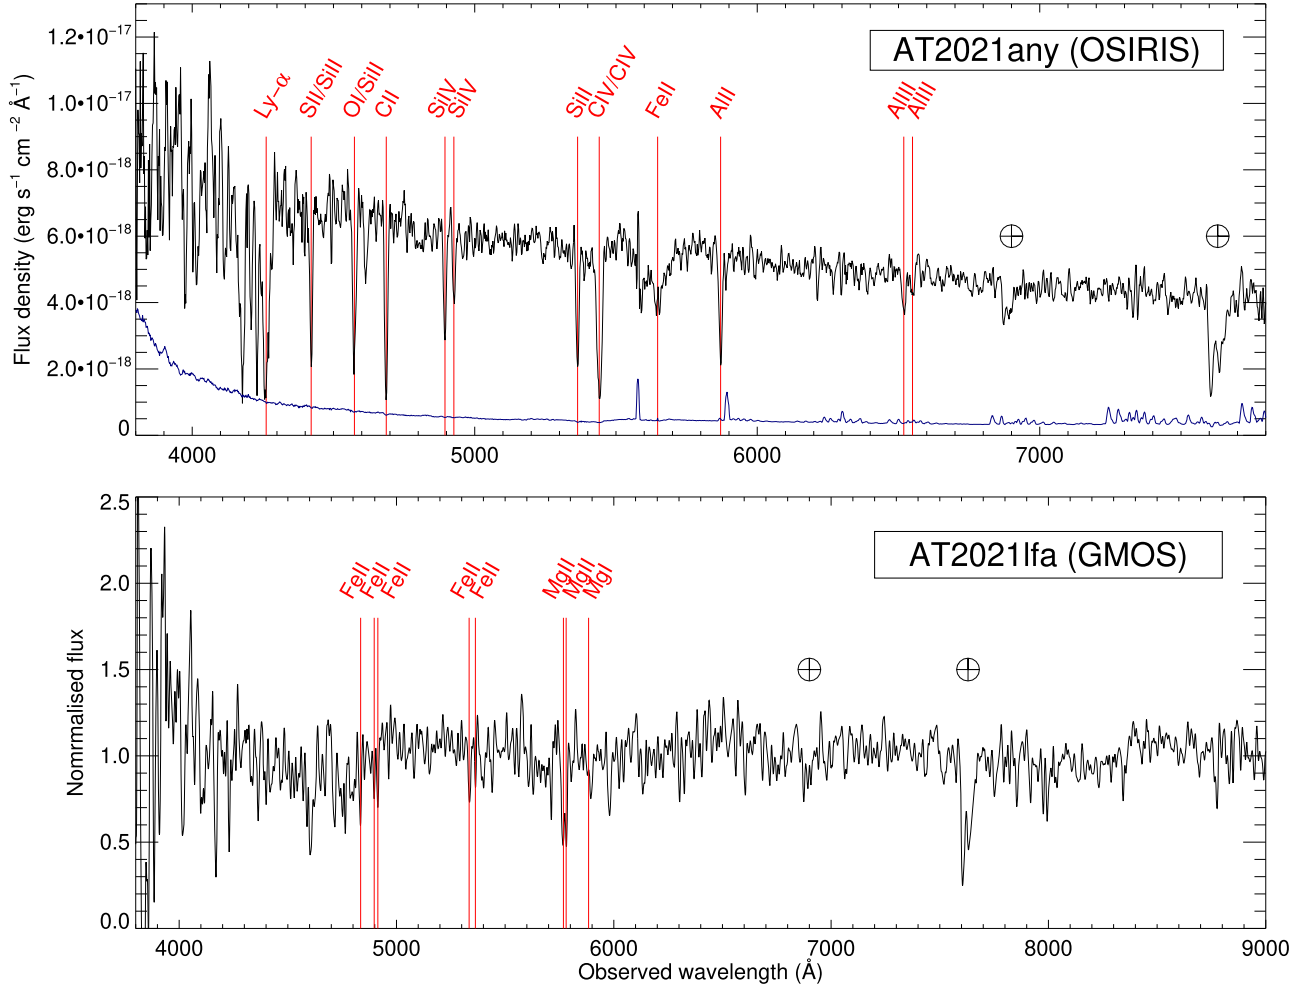 AT2021any (OSIRIS)
Flux density (erg s⁻¹ cm⁻² Å⁻¹)
1.2•10⁻¹⁷
1.0•10⁻¹⁷
8.0•10⁻¹⁸
6.0•10⁻¹⁸
4.0•10⁻¹⁸
2.0•10⁻¹⁸
0
Ly−α
SII/SiII
OI/SiII
CII
SiIV
SiIV
SiII
CIV/CIV
FeII
AlII
AlIII
AlIII
4000 5000 6000 7000
AT2021lfa (GMOS)
Nomrmalised flux
2.5
2.0
1.5
1.0
0.5
0.0
FeII
FeII
FeII
FeII
FeII
MgII
MgII
MgI
4000 5000 6000 7000 8000 9000
Observed wavelength (Å)